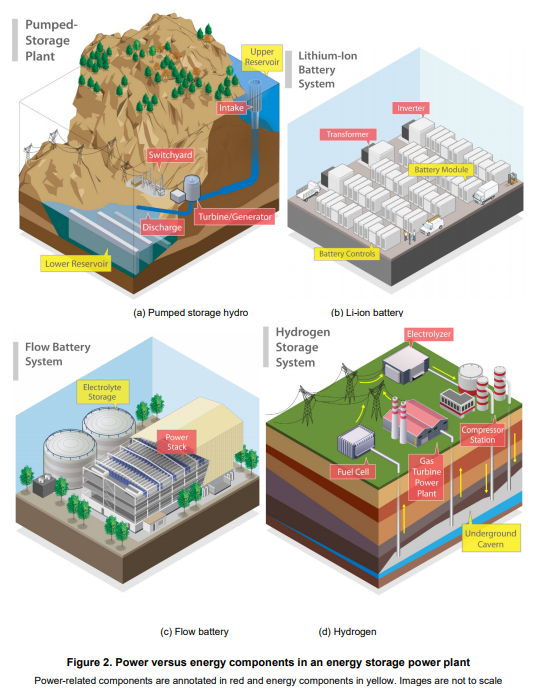 Pumped-
Storage
Plant
Upper
Reservoir
Intake
Switchyard
Turbine/Generator
Discharge
Lower Reservoir
(a) Pumped storage hydro
Lithium-Ion
Battery
System
Inverter
Transformer
Battery Module
Battery Controls
(b) Li-ion battery
Flow Battery
System
Electrolyte
Storage
Power
Stack
(c) Flow battery
Hydrogen
Storage
System
Electrolyzer
Compressor
Station
Fuel Cell
Gas
Turbine
Power
Plant
Underground
Cavern
(d) Hydrogen
Figure 2. Power versus energy components in an energy storage power plant
Power-related components are annotated in red and energy components in yellow. Images are not to scale